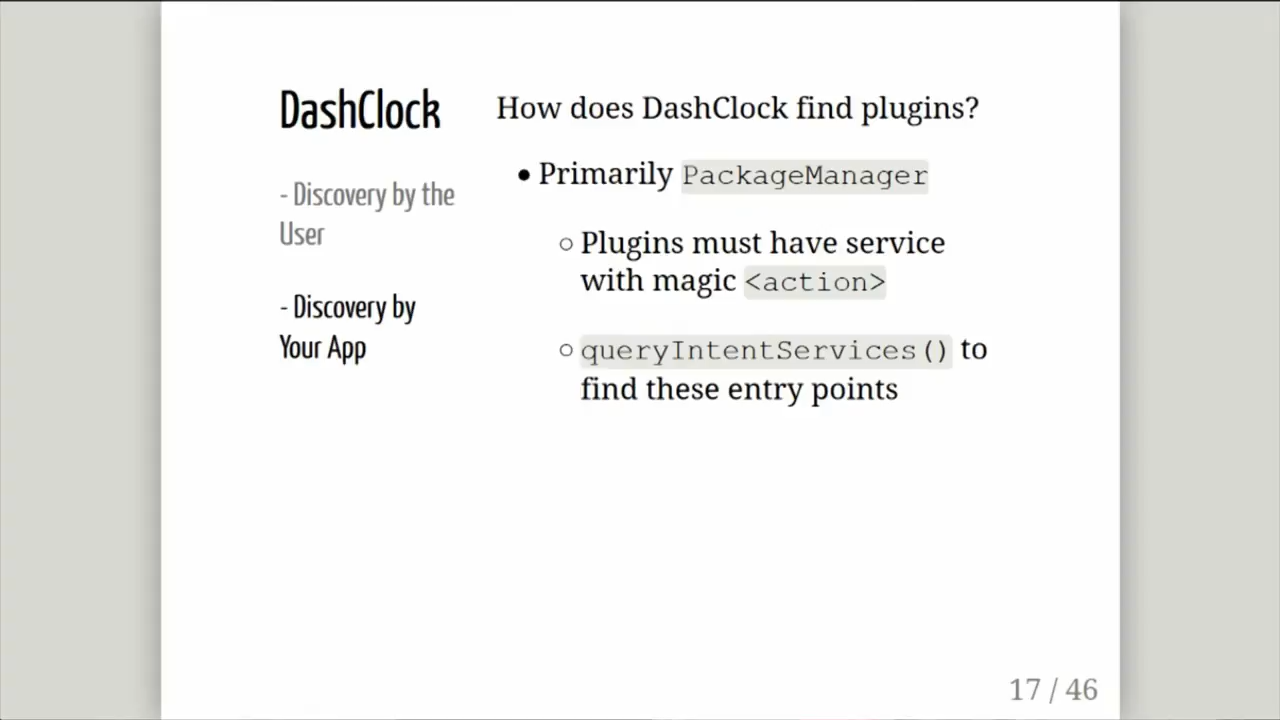 DashClock
- Discovery by the
User
- Discovery by
Your App
How does DashClock find plugins?
• Primarily PackageManager
○ Plugins must have service
with magic <action>
○ queryIntentServices() to
find these entry points
17 / 46